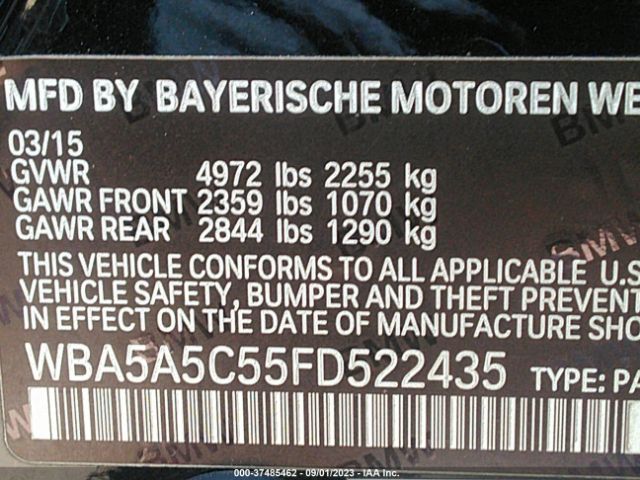 MFD BY BAYERISCHE MOTOREN WE
03/15
GVWR 4972 lbs 2255 kg
GAWR FRONT 2359 lbs 1070 kg
GAWR REAR 2844 lbs 1290 kg
THIS VEHICLE CONFORMS TO ALL APPLICABLE U.S
VEHICLE SAFETY, BUMPER AND THEFT PREVENT
EFFECT ON THE DATE OF MANUFACTURE SHO
WBA5A5C55FD522435 TYPE: PA
000-37485462 - 09/01/2023 - IAA Inc.